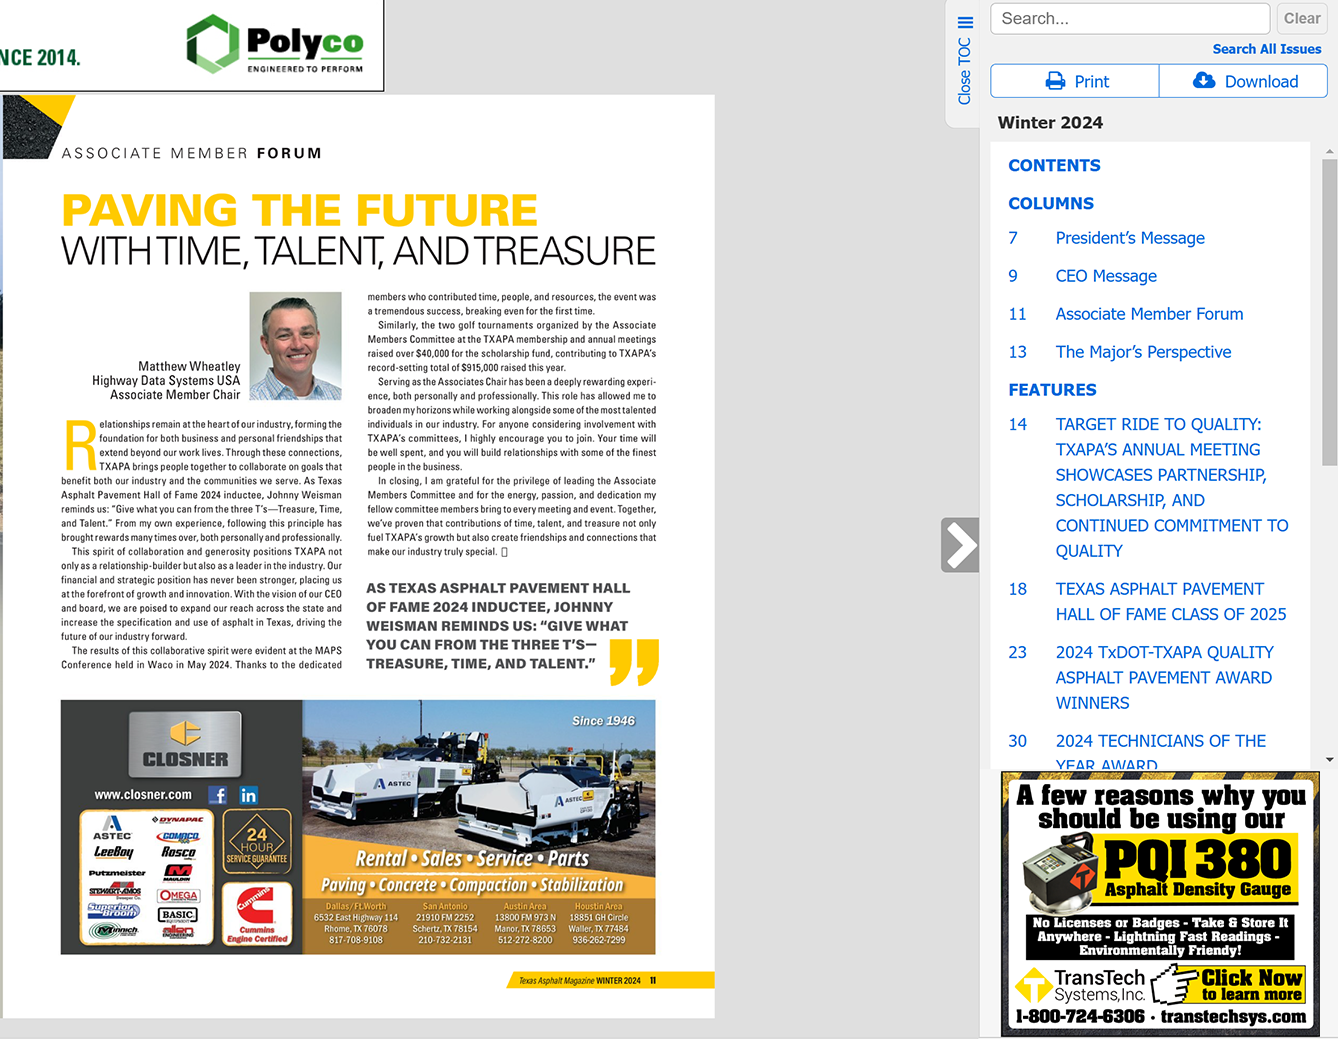 NCE 2014.
Polyco
ENGINEERED TO PERFORM
ASSOCIATE MEMBER FORUM
PAVING THE FUTURE
WITH TIME, TALENT, AND TREASURE
Matthew Wheatley
Highway Data Systems USA
Associate Member Chair
Relationships remain at the heart of our industry, forming the
foundation for both business and personal friendships that
extend beyond our work lives. Through these connections,
TXAPA brings people together to collaborate on goals that
benefit both our industry and the communities we serve. As Texas
Asphalt Pavement Hall of Fame 2024 inductee, Johnny Weisman
reminds us: “Give what you can from the three T’s—Treasure, Time,
and Talent.” From my own experience, following this principle has
brought rewards many times over, both personally and professionally.
This spirit of collaboration and generosity positions TXAPA not
only as a relationship-builder but also as a leader in the industry. Our
financial and strategic position has never been stronger, placing us
at the forefront of growth and innovation. With the vision of our CEO
and board, we are poised to expand our reach across the state and
increase the specification and use of asphalt in Texas, driving the
future of our industry forward.
The results of this collaborative spirit were evident at the MAPS
Conference held in Waco in May 2024. Thanks to the dedicated
members who contributed time, people, and resources, the event was
a tremendous success, breaking even for the first time.
Similarly, the two golf tournaments organized by the Associate
Members Committee at the TXAPA membership and annual meetings
raised over $40,000 for the scholarship fund, contributing to TXAPA’s
record-setting total of $915,000 raised this year.
Serving as the Associates Chair has been a deeply rewarding experi-
ence, both personally and professionally. This role has allowed me to
broaden my horizons while working alongside some of the most talented
individuals in our industry. For anyone considering involvement with
TXAPA’s committees, I highly encourage you to join. Your time will
be well spent, and you will build relationships with some of the finest
people in the business.
In closing, I am grateful for the privilege of leading the Associate
Members Committee and for the energy, passion, and dedication my
fellow committee members bring to every meeting and event. Together,
we’ve proven that contributions of time, talent, and treasure not only
fuel TXAPA’s growth but also create friendships and connections that
make our industry truly special.
AS TEXAS ASPHALT PAVEMENT HALL
OF FAME 2024 INDUCTEE, JOHNNY
WEISMAN REMINDS US: “GIVE WHAT
YOU CAN FROM THE THREE T’S—
TREASURE, TIME, AND TALENT.”
CLOSNER
www.closner.com
ASTEC
DYNAPAC
GOMACO
LeeBoy
Rosco
Putzmeister
MAULDIN
STEWART-AMOS
Sweeper Co.
OMEGA
Superior
Broom
BASIC
Minnich
allen
ENGINEERING
24
HOUR
SERVICE GUARANTEE
Cummins
Cummins
Engine Certified
Since 1946
ASTEC
ASTEC
Rental • Sales • Service • Parts
Paving • Concrete • Compaction • Stabilization
Dallas/Ft.Worth
6532 East Highway 114
Rhome, TX 76078
817-708-9108
San Antonio
21910 FM 2252
Schertz, TX 78154
210-732-2131
Austin Area
13800 FM 973 N
Manor, TX 78653
512-272-8200
Houstin Area
18851 GH Circle
Waller, TX 77484
936-262-7299
Texas Asphalt Magazine WINTER 2024 11
Close TOC
Search...
Clear
Search All Issues
Print
Download
Winter 2024
CONTENTS
COLUMNS
7 President’s Message
9 CEO Message
11 Associate Member Forum
13 The Major’s Perspective
FEATURES
14 TARGET RIDE TO QUALITY:
TXAPA’S ANNUAL MEETING
SHOWCASES PARTNERSHIP,
SCHOLARSHIP, AND
CONTINUED COMMITMENT TO
QUALITY
18 TEXAS ASPHALT PAVEMENT
HALL OF FAME CLASS OF 2025
23 2024 TxDOT-TXAPA QUALITY
ASPHALT PAVEMENT AWARD
WINNERS
30 2024 TECHNICIANS OF THE
YEAR AWARD
A few reasons why you
should be using our
PQI 380
Asphalt Density Gauge
No Licenses or Badges - Take & Store It
Anywhere - Lightning Fast Readings -
Environmentally Friendy!
TransTech
Systems,Inc.
Click Now
to learn more
1-800-724-6306 · transtechsys.com